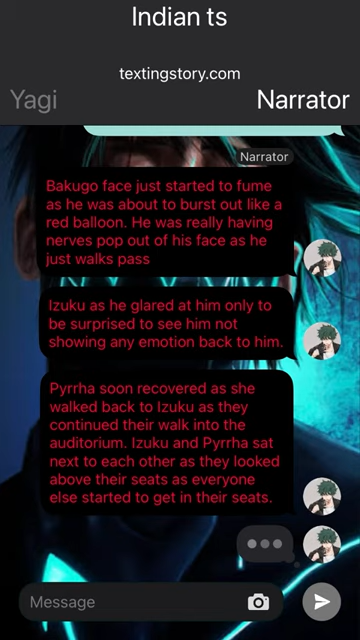 Indian ts
textingstory.com
Yagi
Narrator
Narrator
Bakugo face just started to fume
as he was about to burst out like a
red balloon. He was really having
nerves pop out of his face as he
just walks pass
Izuku as he glared at him only to
be surprised to see him not
showing any emotion back to him.
Pyrrha soon recovered as she
walked back to Izuku as they
continued their walk into the
auditorium. Izuku and Pyrrha sat
next to each other as they looked
above their seats as everyone
else started to get in their seats.
Message